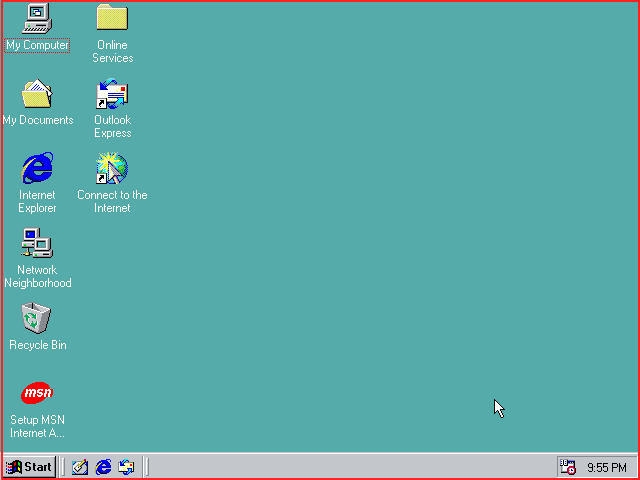 My Computer
Online
Services
My Documents
Outlook
Express
Internet
Explorer
Connect to the
Internet
Network
Neighborhood
Recycle Bin
msn
Setup MSN
Internet A...
Start
9:55 PM